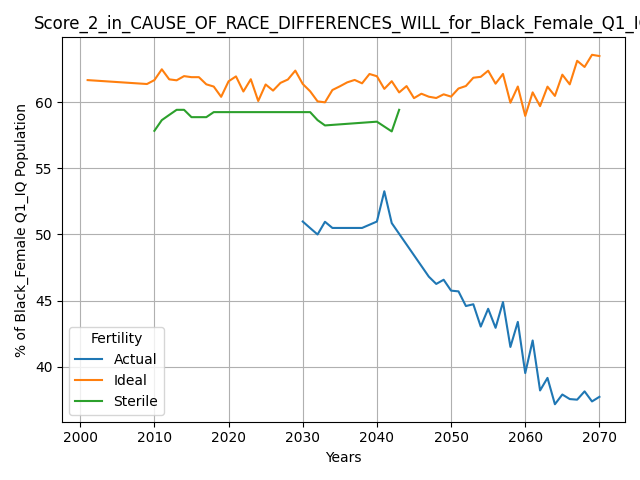 Score_2_in_CAUSE_OF_RACE_DIFFERENCES_WILL_for_Black_Female_Q1_IQ
% of Black_Female Q1_IQ Population
60
55
50
45
40
Fertility
Actual
Ideal
Sterile
2000 2010 2020 2030 2040 2050 2060 2070
Years